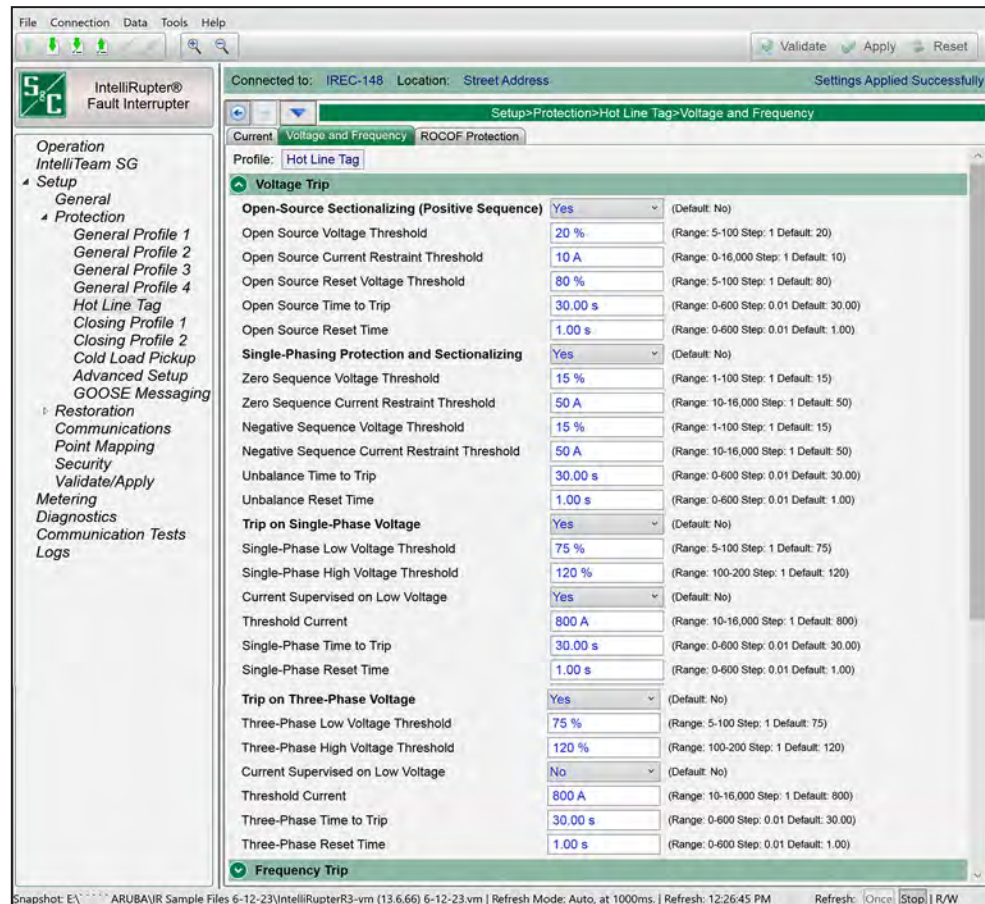 File Connection Data Tools Help
Validate Apply Reset
S&C IntelliRupter®
Fault Interrupter
Connected to: IREC-148 Location: Street Address Settings Applied Successfully
Setup>Protection>Hot Line Tag>Voltage and Frequency
Current Voltage and Frequency ROCOF Protection
Profile: Hot Line Tag
Operation
IntelliTeam SG
Setup
General
Protection
General Profile 1
General Profile 2
General Profile 3
General Profile 4
Hot Line Tag
Closing Profile 1
Closing Profile 2
Cold Load Pickup
Advanced Setup
GOOSE Messaging
Restoration
Communications
Point Mapping
Security
Validate/Apply
Metering
Diagnostics
Communication Tests
Logs
Voltage Trip
Open-Source Sectionalizing (Positive Sequence) Yes (Default: No)
Open Source Voltage Threshold 20 % (Range: 5-100 Step: 1 Default: 20)
Open Source Current Restraint Threshold 10 A (Range: 0-16,000 Step: 1 Default: 10)
Open Source Reset Voltage Threshold 80 % (Range: 5-100 Step: 1 Default: 80)
Open Source Time to Trip 30.00 s (Range: 0-600 Step: 0.01 Default: 30.00)
Open Source Reset Time 1.00 s (Range: 0-600 Step: 0.01 Default: 1.00)
Single-Phasing Protection and Sectionalizing Yes (Default: No)
Zero Sequence Voltage Threshold 15 % (Range: 1-100 Step: 1 Default: 15)
Zero Sequence Current Restraint Threshold 50 A (Range: 10-16,000 Step: 1 Default: 50)
Negative Sequence Voltage Threshold 15 % (Range: 1-100 Step: 1 Default: 15)
Negative Sequence Current Restraint Threshold 50 A (Range: 10-16,000 Step: 1 Default: 50)
Unbalance Time to Trip 30.00 s (Range: 0-600 Step: 0.01 Default: 30.00)
Unbalance Reset Time 1.00 s (Range: 0-600 Step: 0.01 Default: 1.00)
Trip on Single-Phase Voltage Yes (Default: No)
Single-Phase Low Voltage Threshold 75 % (Range: 5-100 Step: 1 Default: 75)
Single-Phase High Voltage Threshold 120 % (Range: 100-200 Step: 1 Default: 120)
Current Supervised on Low Voltage Yes (Default: No)
Threshold Current 800 A (Range: 10-16,000 Step: 1 Default: 800)
Single-Phase Time to Trip 30.00 s (Range: 0-600 Step: 0.01 Default: 30.00)
Single-Phase Reset Time 1.00 s (Range: 0-600 Step: 0.01 Default: 1.00)
Trip on Three-Phase Voltage Yes (Default: No)
Three-Phase Low Voltage Threshold 75 % (Range: 5-100 Step: 1 Default: 75)
Three-Phase High Voltage Threshold 120 % (Range: 100-200 Step: 1 Default: 120)
Current Supervised on Low Voltage No (Default: No)
Threshold Current 800 A (Range: 10-16,000 Step: 1 Default: 800)
Three-Phase Time to Trip 30.00 s (Range: 0-600 Step: 0.01 Default: 30.00)
Three-Phase Reset Time 1.00 s (Range: 0-600 Step: 0.01 Default: 1.00)
Frequency Trip
Snapshot: E:\ ARUBA\IR Sample Files 6-12-23\IntelliRupterR3-vm (13.6.66) 6-12-23.vm | Refresh Mode: Auto, at 1000ms. | Refresh: 12:26:45 PM Refresh: Once Stop | R/W